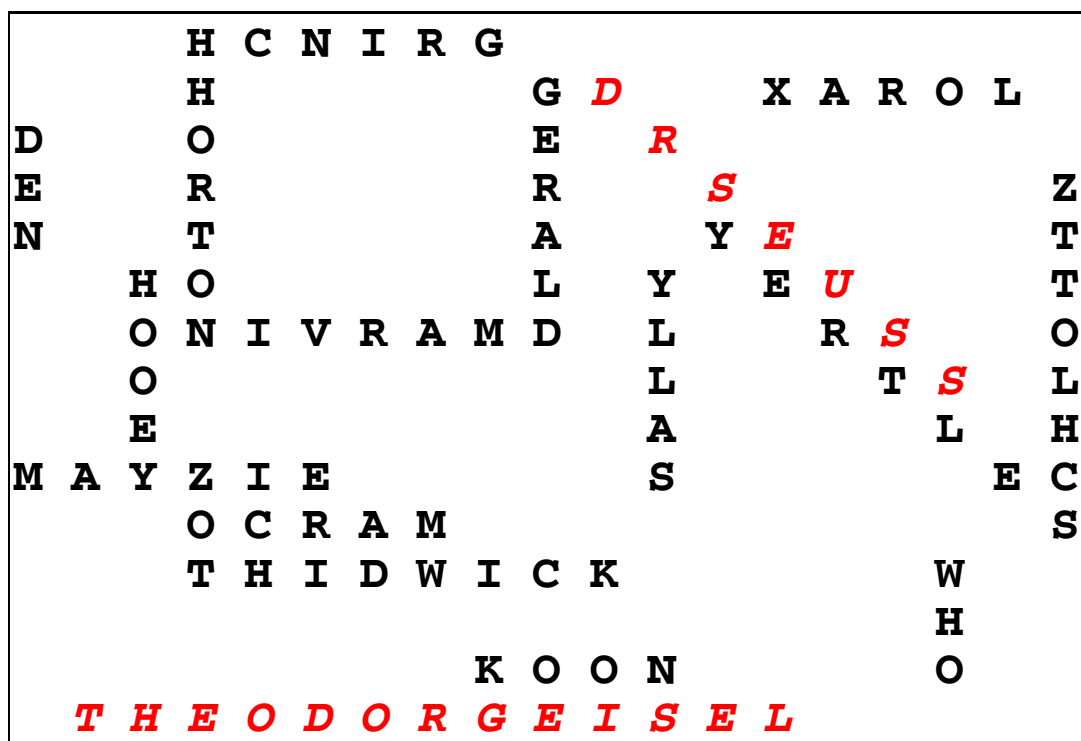 H C N I R G
H G D X A R O L
D O E R
E R R S Z
N T A Y E T
H O L Y E U T
O N I V R A M D L R S O
O L T S L
E A L H
M A Y Z I E S E C
O C R A M S
T H I D W I C K W
H
K O O N O
T H E O D O R G E I S E L